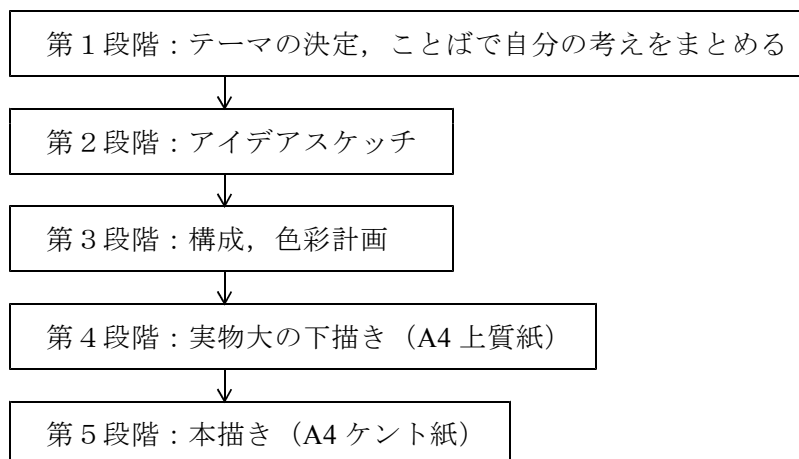 第１段階：テーマの決定，ことばで自分の考えをまとめる
第２段階：アイデアスケッチ
第３段階：構成，色彩計画
第４段階：実物大の下描き（A4 上質紙）
第５段階：本描き（A4 ケント紙）